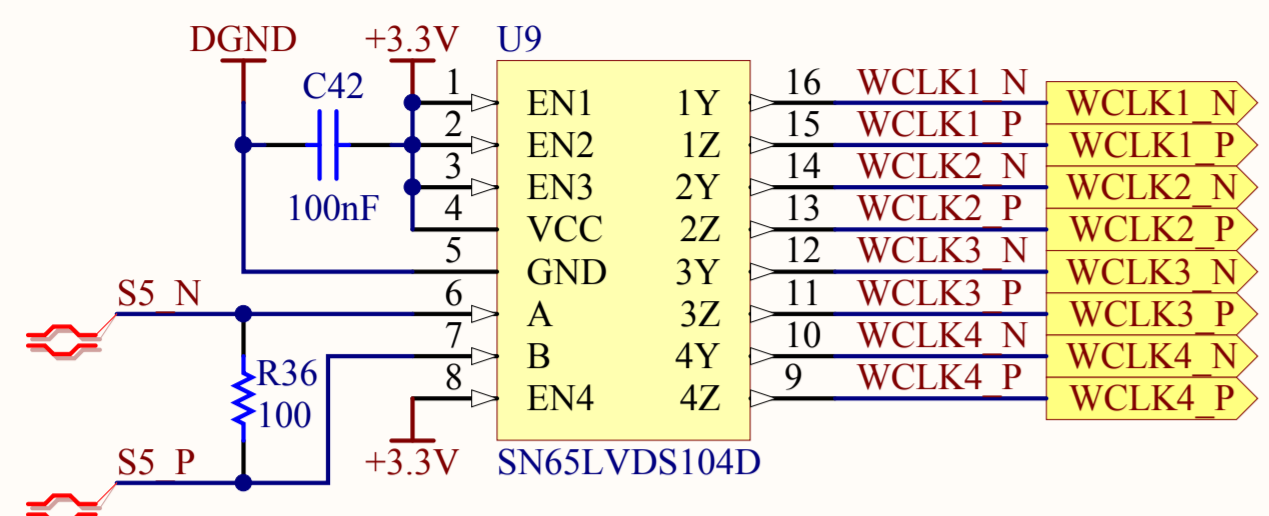 DGND
+3.3V
U9
C42
100nF
1 EN1 1Y 16 WCLK1_N WCLK1_N
2 EN2 1Z 15 WCLK1_P WCLK1_P
3 EN3 2Y 14 WCLK2_N WCLK2_N
4 VCC 2Z 13 WCLK2_P WCLK2_P
5 GND 3Y 12 WCLK3_N WCLK3_N
S5_N 6 A 3Z 11 WCLK3_P WCLK3_P
7 B 4Y 10 WCLK4_N WCLK4_N
8 EN4 4Z 9 WCLK4_P WCLK4_P
R36
100
S5_P
+3.3V
SN65LVDS104D